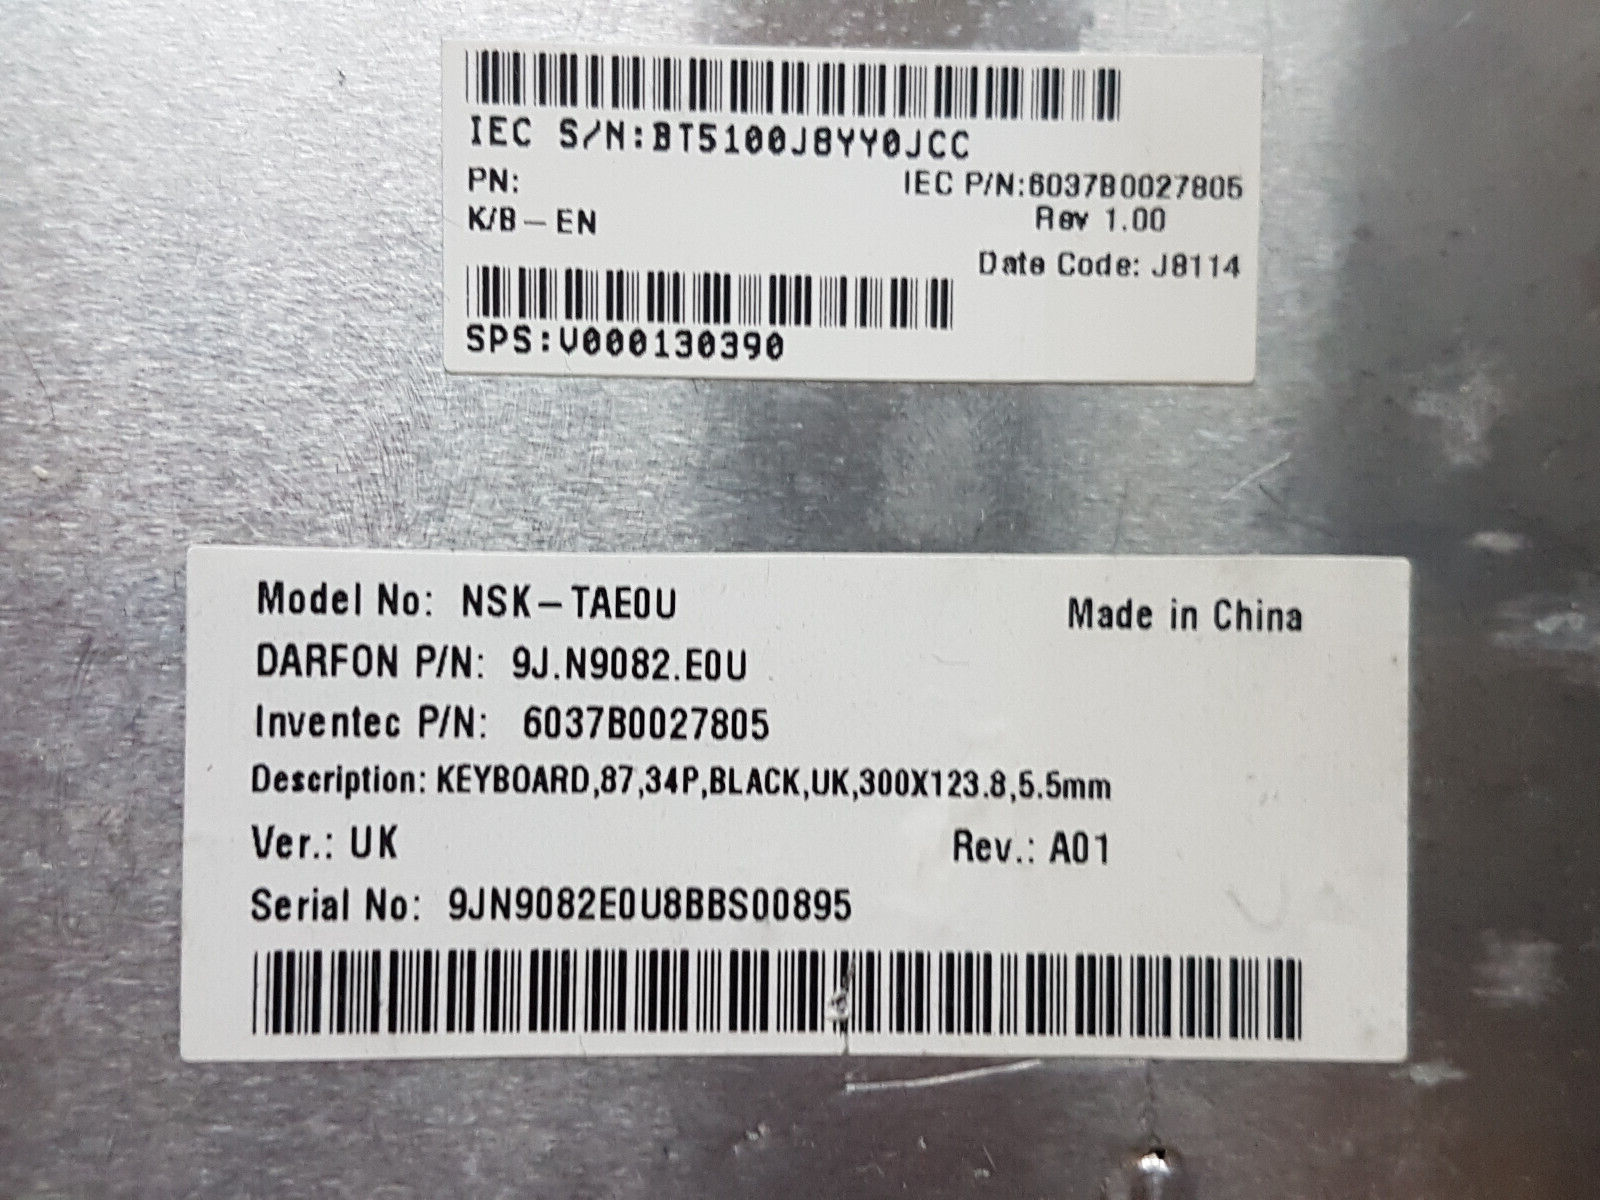 IEC S/N:BT5100J8YY0JCC
PN:
IEC P/N:6037B0027805
K/B-EN
Rev 1.00
Date Code: J8114
SPS:V000130390
Model No: NSK-TAE0U
Made in China
DARFON P/N: 9J.N9082.E0U
Inventec P/N: 6037B0027805
Description: KEYBOARD,87,34P,BLACK,UK,300X123.8,5.5mm
Ver.: UK
Rev.: A01
Serial No: 9JN9082E0U8BBS00895